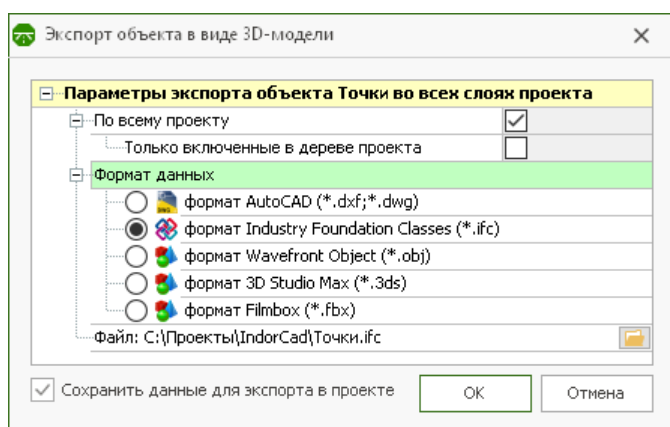 Экспорт объекта в виде 3D-модели
Параметры экспорта объекта Точки во всех слоях проекта
По всему проекту
Только включенные в дереве проекта
Формат данных
формат AutoCAD (*.dxf;*.dwg)
формат Industry Foundation Classes (*.ifc)
формат Wavefront Object (*.obj)
формат 3D Studio Max (*.3ds)
формат Filmbox (*.fbx)
Файл: C:\Проекты\IndorCad\Точки.ifc
Сохранить данные для экспорта в проекте
ОК
Отмена